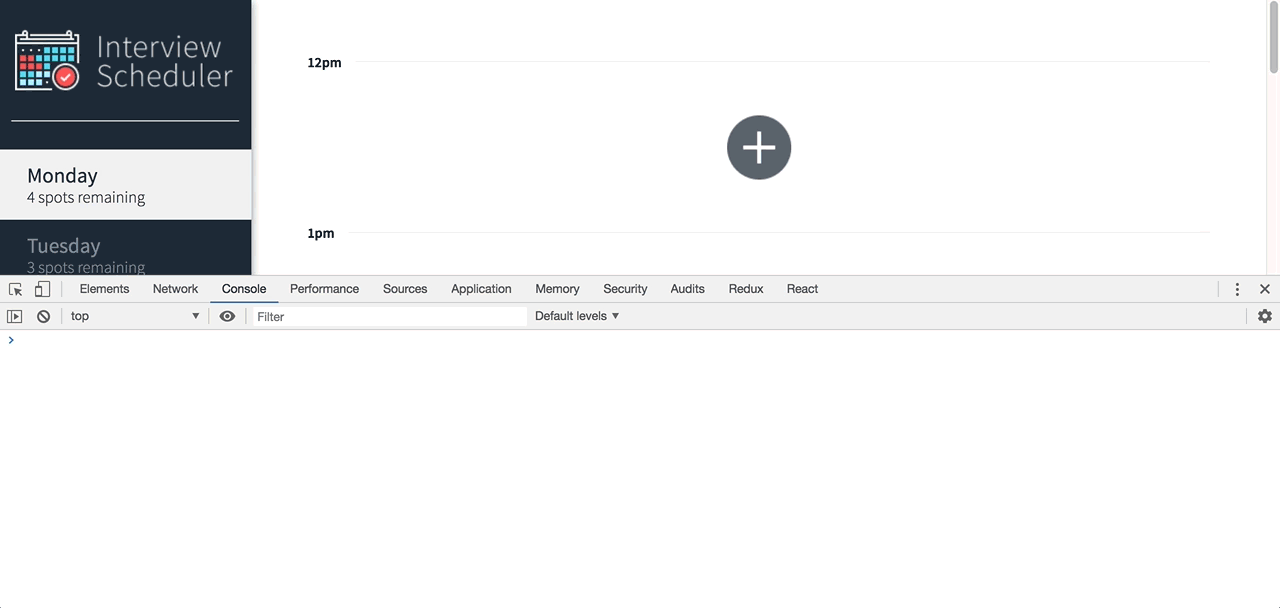 Interview
Scheduler
Monday
4 spots remaining
Tuesday
3 spots remaining
12pm
1pm
Elements Network Console Performance Sources Application Memory Security Audits Redux React
top Filter Default levels